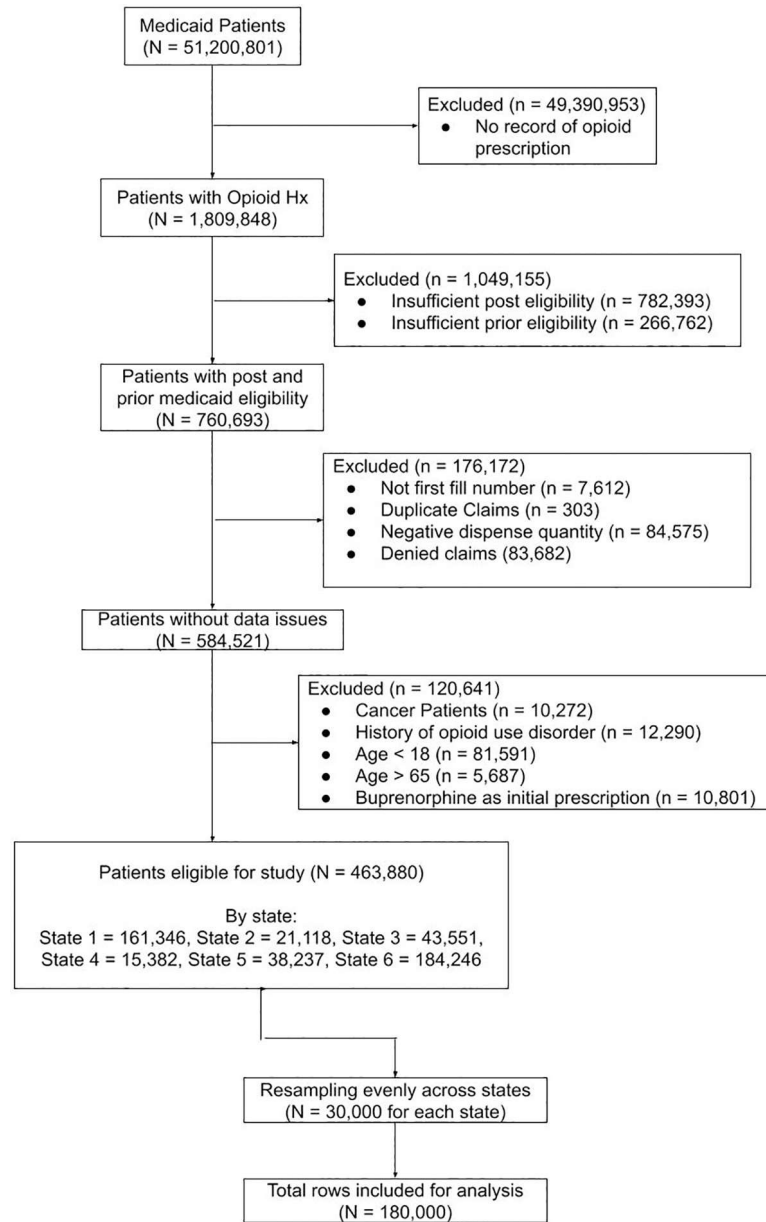 Medicaid Patients
(N = 51,200,801)
Excluded (n = 49,390,953)
● No record of opioid
prescription
Patients with Opioid Hx
(N = 1,809,848)
Excluded (n = 1,049,155)
● Insufficient post eligibility (n = 782,393)
● Insufficient prior eligibility (n = 266,762)
Patients with post and
prior medicaid eligibility
(N = 760,693)
Excluded (n = 176,172)
● Not first fill number (n = 7,612)
● Duplicate Claims (n = 303)
● Negative dispense quantity (n = 84,575)
● Denied claims (83,682)
Patients without data issues
(N = 584,521)
Excluded (n = 120,641)
● Cancer Patients (n = 10,272)
● History of opioid use disorder (n = 12,290)
● Age < 18 (n = 81,591)
● Age > 65 (n = 5,687)
● Buprenorphine as initial prescription (n = 10,801)
Patients eligible for study (N = 463,880)
By state:
State 1 = 161,346, State 2 = 21,118, State 3 = 43,551,
State 4 = 15,382, State 5 = 38,237, State 6 = 184,246
Resampling evenly across states
(N = 30,000 for each state)
Total rows included for analysis
(N = 180,000)